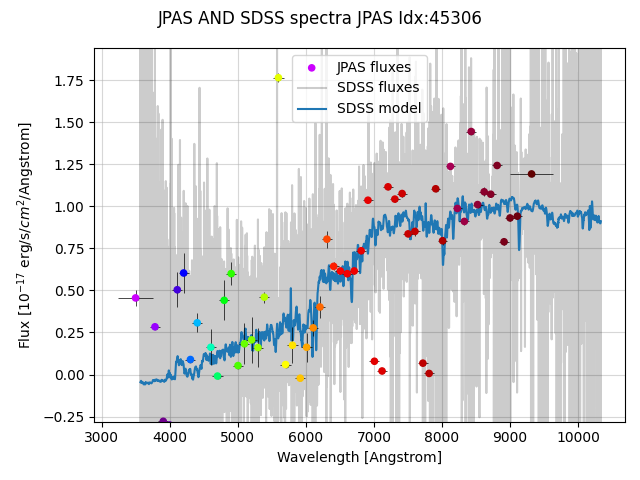 JPAS AND SDSS spectra JPAS Idx:45306
JPAS fluxes
SDSS fluxes
SDSS model
1.75
1.50
1.25
1.00
0.75
0.50
0.25
0.00
−0.25
Flux [10⁻¹⁷ erg/s/cm²/Angstrom]
3000 4000 5000 6000 7000 8000 9000 10000
Wavelength [Angstrom]